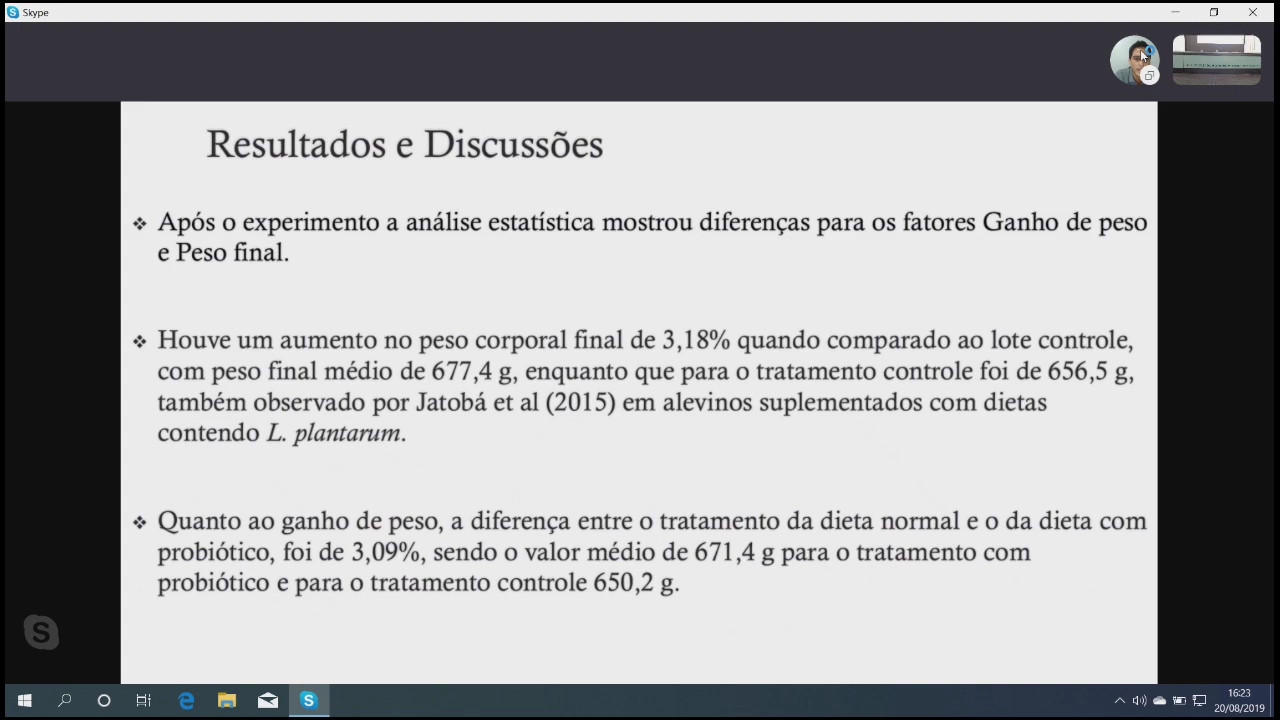 Skype
Resultados e Discussões
❖ Após o experimento a análise estatística mostrou diferenças para os fatores Ganho de peso
e Peso final.
❖ Houve um aumento no peso corporal final de 3,18% quando comparado ao lote controle,
com peso final médio de 677,4 g, enquanto que para o tratamento controle foi de 656,5 g,
também observado por Jatobá et al (2015) em alevinos suplementados com dietas
contendo L. plantarum.
❖ Quanto ao ganho de peso, a diferença entre o tratamento da dieta normal e o da dieta com
probiótico, foi de 3,09%, sendo o valor médio de 671,4 g para o tratamento com
probiótico e para o tratamento controle 650,2 g.
16:23
20/08/2019